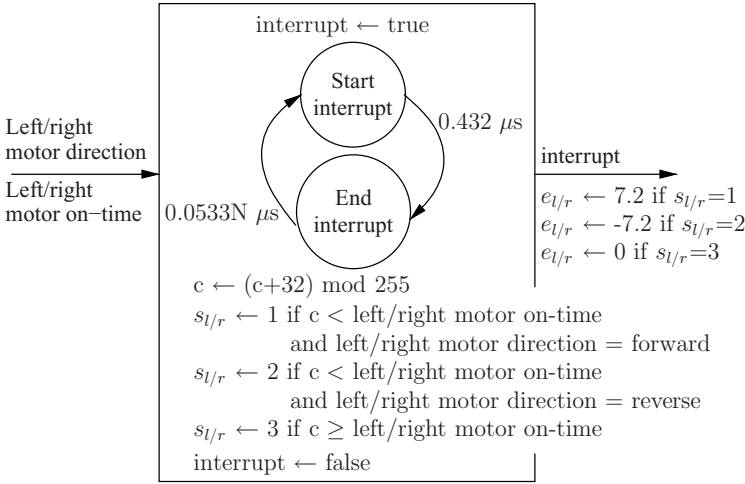 interrupt ← true
Start
interrupt
0.432 μs
Left/right
motor direction
Left/right
motor on−time
End
interrupt
0.0533N μs
interrupt
e_{l/r} ← 7.2 if s_{l/r}=1
e_{l/r} ← -7.2 if s_{l/r}=2
e_{l/r} ← 0 if s_{l/r}=3
c ← (c+32) mod 255
s_{l/r} ← 1 if c < left/right motor on-time
and left/right motor direction = forward
s_{l/r} ← 2 if c < left/right motor on-time
and left/right motor direction = reverse
s_{l/r} ← 3 if c ≥ left/right motor on-time
interrupt ← false